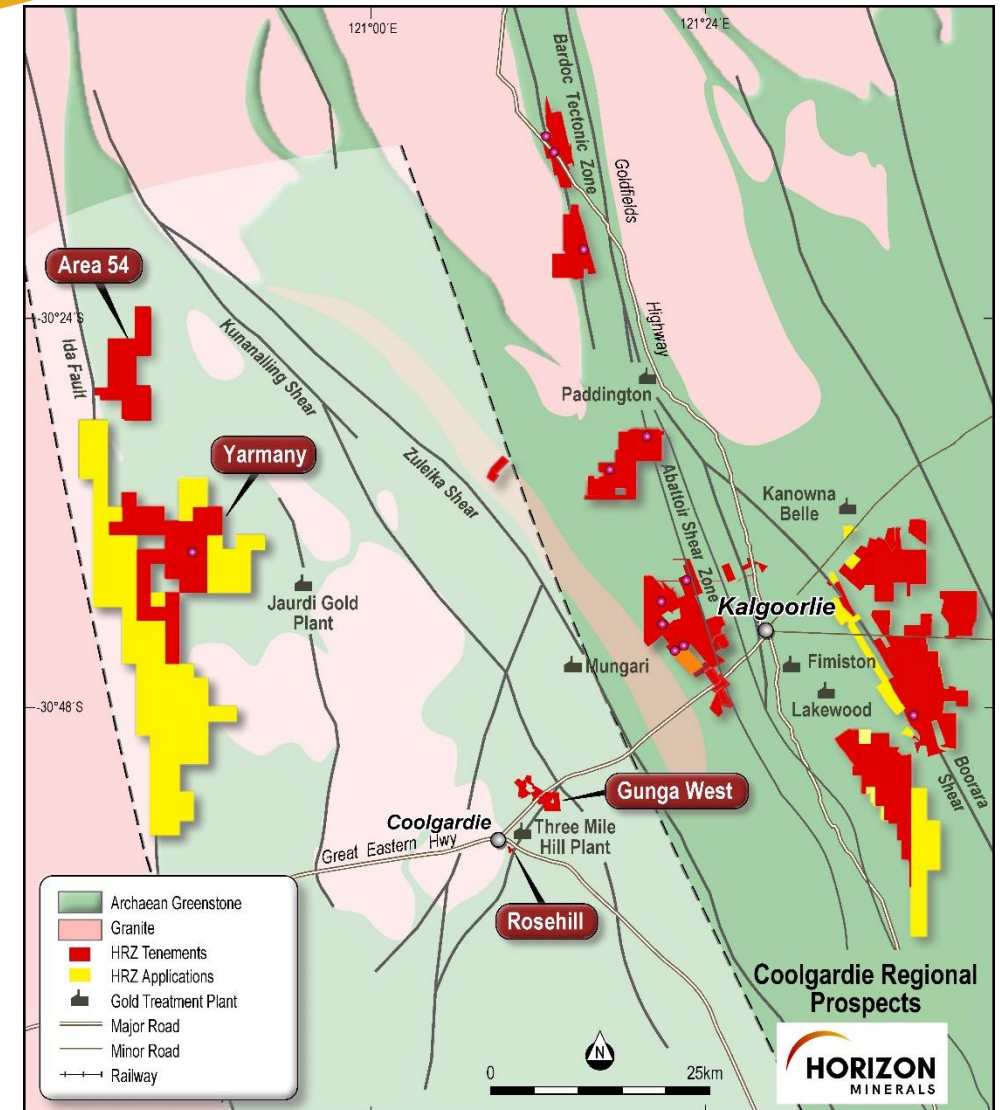 121°00´E
121°24´E
Bardoc Tectonic Zone
Goldfields
Highway
Area 54
-30°24´S
Ida Fault
Kunanalling Shear
Zuleika Shear
Paddington
Yarmany
Abattoir Shear Zone
Kanowna
Belle
Jaurdi Gold
Plant
Kalgoorlie
Mungari
Fimiston
Lakewood
-30°48´S
Boorara
Shear
Gunga West
Coolgardie
Three Mile
Hill Plant
Great Eastern Hwy
Rosehill
Archaean Greenstone
Granite
HRZ Tenements
HRZ Applications
Gold Treatment Plant
Major Road
Minor Road
Railway
Coolgardie Regional
Prospects
N
0
25km
HORIZON
MINERALS